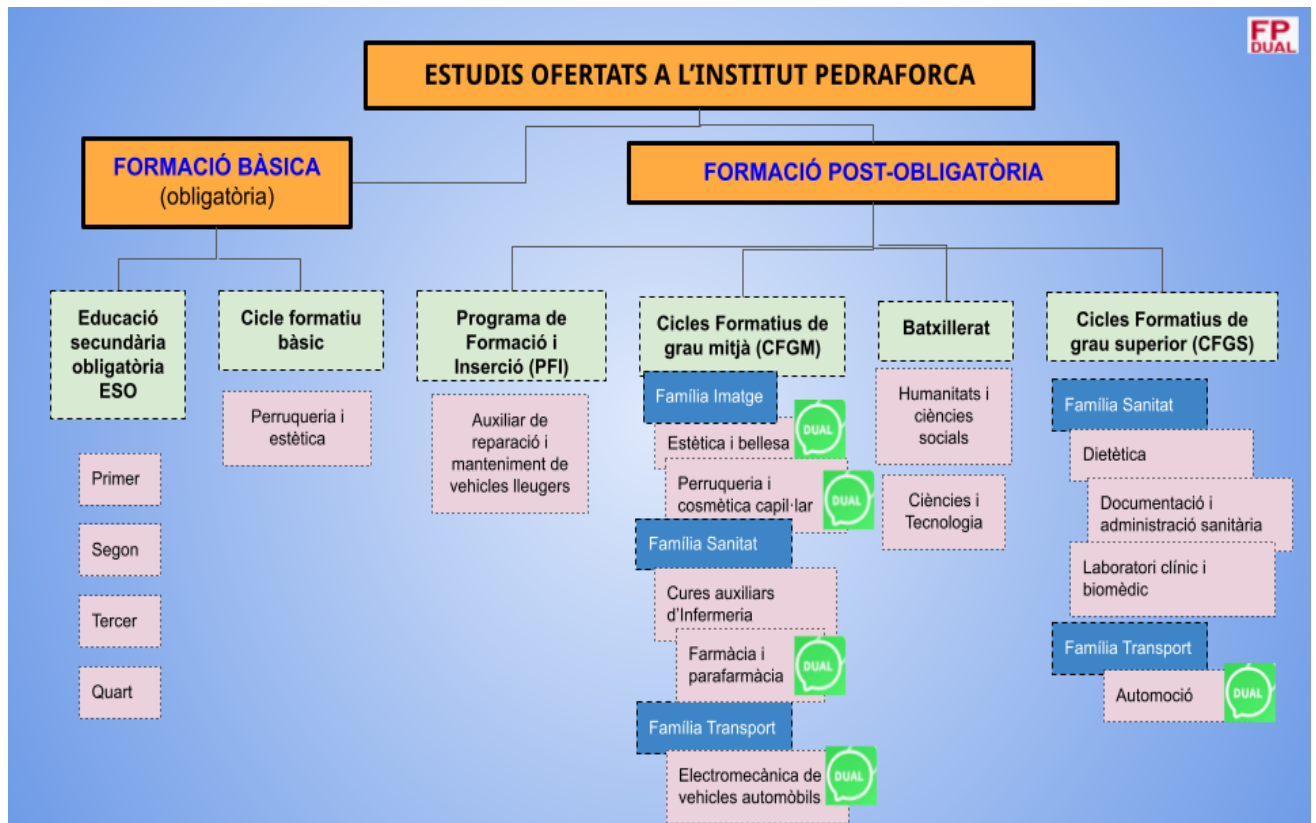 FP
DUAL
ESTUDIS OFERTATS A L'INSTITUT PEDRAFORCA
FORMACIÓ BÀSICA
(obligatòria)
FORMACIÓ POST-OBLIGATÒRIA
Educació
secundària
obligatòria
ESO
Primer
Segon
Tercer
Quart
Cicle formatiu
bàsic
Perruqueria i
estètica
Programa de
Formació i
Inserció (PFI)
Auxiliar de
reparació i
manteniment de
vehicles lleugers
Cicles Formatius de
grau mitjà (CFGM)
Família Imatge
Estètica i bellesa
DUAL
Perruqueria i
cosmètica capil·lar
DUAL
Família Sanitat
Cures auxiliars
d'Infermeria
Farmàcia i
parafarmàcia
DUAL
Família Transport
Electromecànica de
vehicles automòbils
DUAL
Batxillerat
Humanitats i
ciències
socials
Ciències i
Tecnologia
Cicles Formatius de
grau superior (CFGS)
Família Sanitat
Dietètica
Documentació i
administració sanitària
Laboratori clínic i
biomèdic
Família Transport
Automoció
DUAL